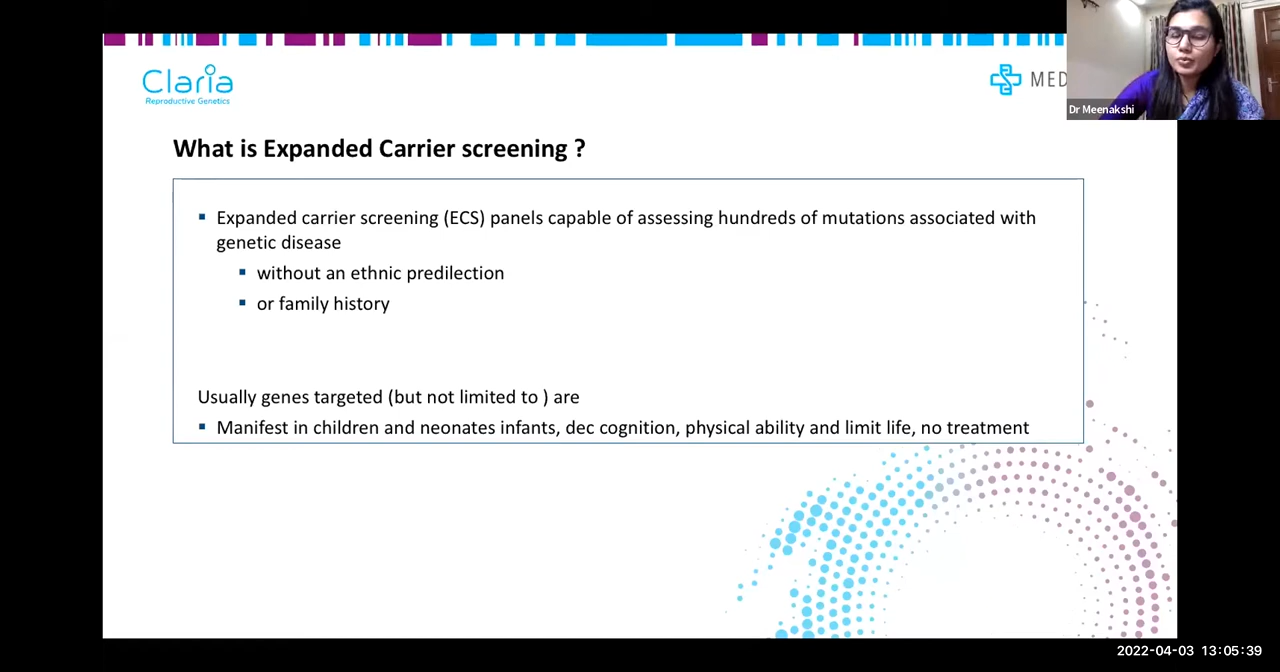 Claria
Reproductive Genetics
MED
Dr Meenakshi
What is Expanded Carrier screening ?
▪ Expanded carrier screening (ECS) panels capable of assessing hundreds of mutations associated with
genetic disease
▪ without an ethnic predilection
▪ or family history
Usually genes targeted (but not limited to ) are
▪ Manifest in children and neonates infants, dec cognition, physical ability and limit life, no treatment
2022-04-03 13:05:39